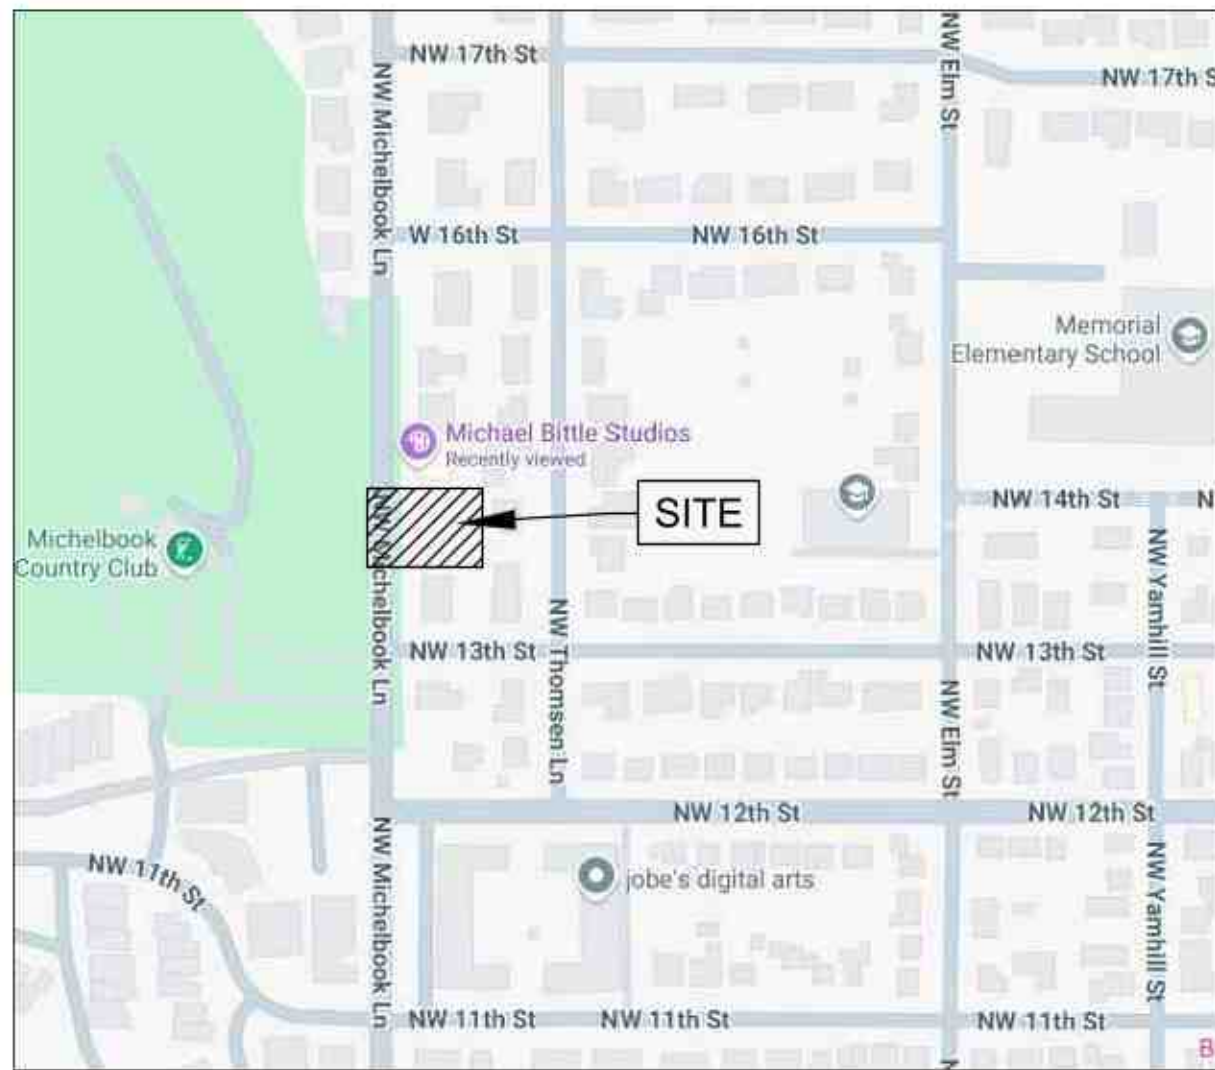 NW 17th St
NW Elm St
NW 17th S
NW Michelbook Ln
W 16th St
NW 16th St
Memorial
Elementary School
Michael Bittle Studios
Recently viewed
NW 14th St
N
SITE
Michelbook
Country Club
NW Michelbook Ln
NW Thomsen Ln
NW Yamhill St
NW 13th St
NW 13th St
NW Elm St
NW 12th St
NW 12th St
NW 11th St
jobe's digital arts
NW Michelbook Ln
NW Yamhill St
NW 11th St
NW 11th St
NW 11th St
N
B